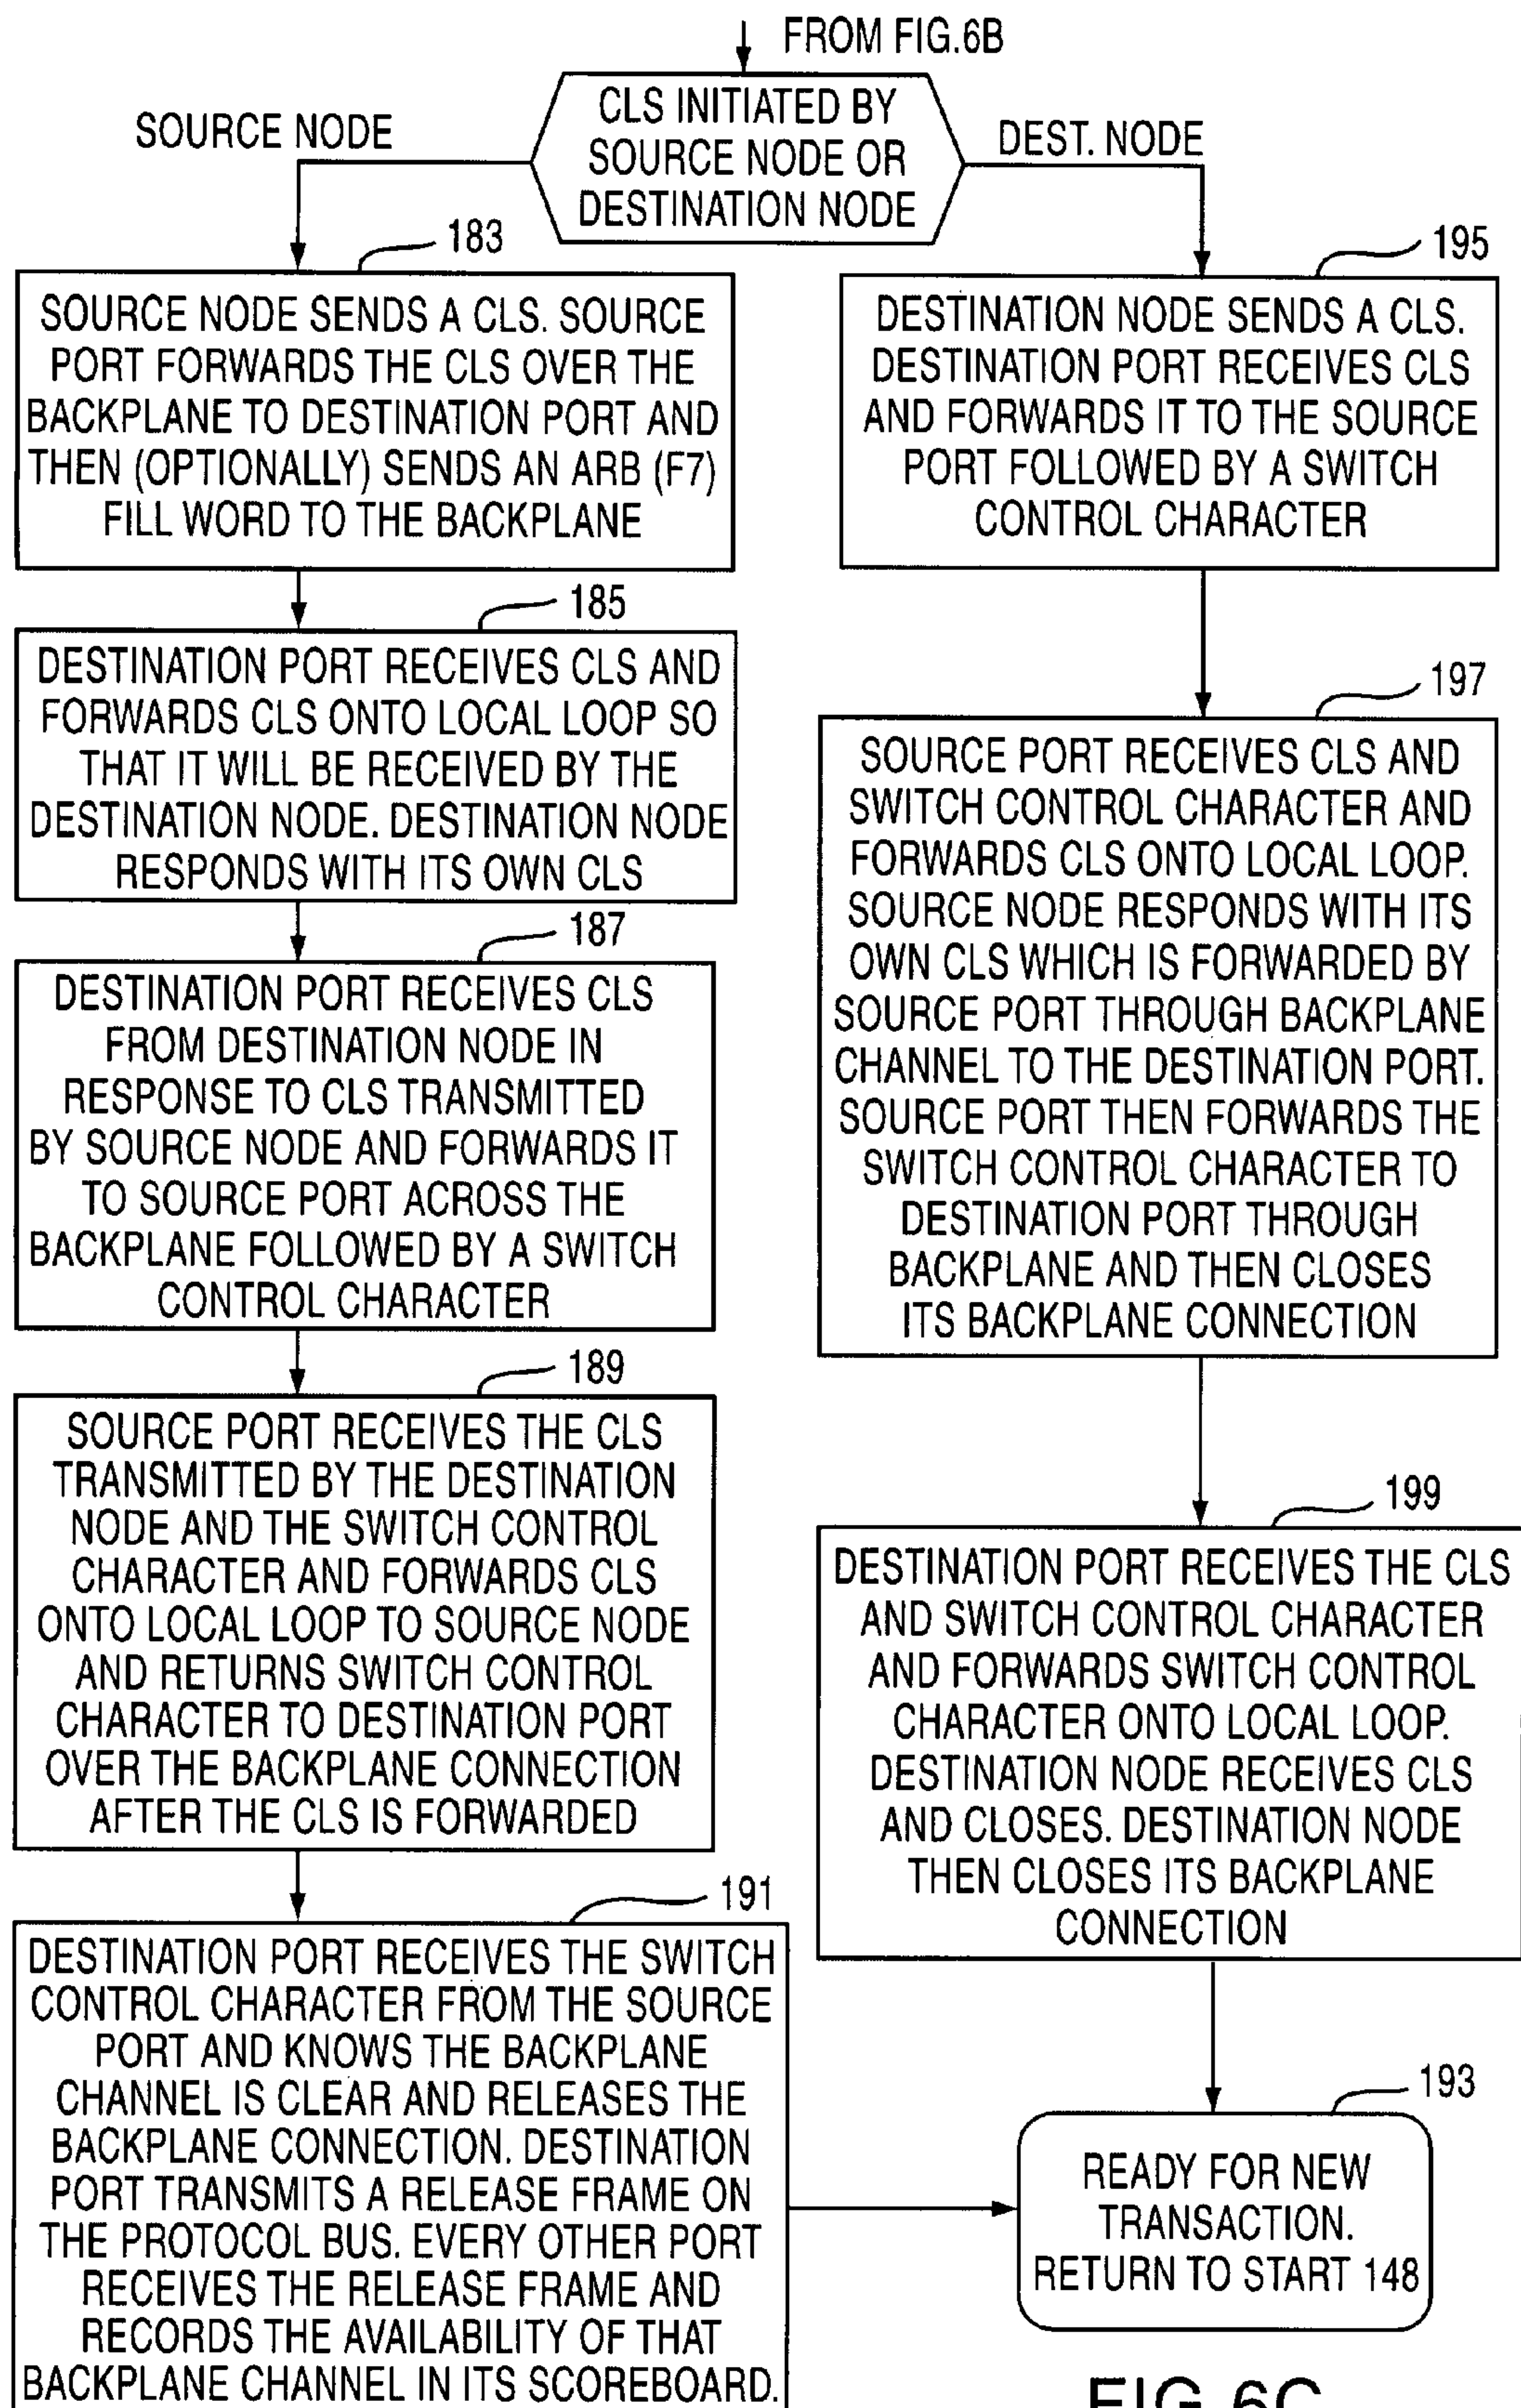 FROM FIG.6B
CLS INITIATED BY
SOURCE NODE OR
DESTINATION NODE
SOURCE NODE
DEST. NODE
183
SOURCE NODE SENDS A CLS. SOURCE
PORT FORWARDS THE CLS OVER THE
BACKPLANE TO DESTINATION PORT AND
THEN (OPTIONALLY) SENDS AN ARB (F7)
FILL WORD TO THE BACKPLANE
185
DESTINATION PORT RECEIVES CLS AND
FORWARDS CLS ONTO LOCAL LOOP SO
THAT IT WILL BE RECEIVED BY THE
DESTINATION NODE. DESTINATION NODE
RESPONDS WITH ITS OWN CLS
187
DESTINATION PORT RECEIVES CLS
FROM DESTINATION NODE IN
RESPONSE TO CLS TRANSMITTED
BY SOURCE NODE AND FORWARDS IT
TO SOURCE PORT ACROSS THE
BACKPLANE FOLLOWED BY A SWITCH
CONTROL CHARACTER
189
SOURCE PORT RECEIVES THE CLS
TRANSMITTED BY THE DESTINATION
NODE AND THE SWITCH CONTROL
CHARACTER AND FORWARDS CLS
ONTO LOCAL LOOP TO SOURCE NODE
AND RETURNS SWITCH CONTROL
CHARACTER TO DESTINATION PORT
OVER THE BACKPLANE CONNECTION
AFTER THE CLS IS FORWARDED
191
DESTINATION PORT RECEIVES THE SWITCH
CONTROL CHARACTER FROM THE SOURCE
PORT AND KNOWS THE BACKPLANE
CHANNEL IS CLEAR AND RELEASES THE
BACKPLANE CONNECTION. DESTINATION
PORT TRANSMITS A RELEASE FRAME ON
THE PROTOCOL BUS. EVERY OTHER PORT
RECEIVES THE RELEASE FRAME AND
RECORDS THE AVAILABILITY OF THAT
BACKPLANE CHANNEL IN ITS SCOREBOARD.
195
DESTINATION NODE SENDS A CLS.
DESTINATION PORT RECEIVES CLS
AND FORWARDS IT TO THE SOURCE
PORT FOLLOWED BY A SWITCH
CONTROL CHARACTER
197
SOURCE PORT RECEIVES CLS AND
SWITCH CONTROL CHARACTER AND
FORWARDS CLS ONTO LOCAL LOOP.
SOURCE NODE RESPONDS WITH ITS
OWN CLS WHICH IS FORWARDED BY
SOURCE PORT THROUGH BACKPLANE
CHANNEL TO THE DESTINATION PORT.
SOURCE PORT THEN FORWARDS THE
SWITCH CONTROL CHARACTER TO
DESTINATION PORT THROUGH
BACKPLANE AND THEN CLOSES
ITS BACKPLANE CONNECTION
199
DESTINATION PORT RECEIVES THE CLS
AND SWITCH CONTROL CHARACTER
AND FORWARDS SWITCH CONTROL
CHARACTER ONTO LOCAL LOOP.
DESTINATION NODE RECEIVES CLS
AND CLOSES. DESTINATION NODE
THEN CLOSES ITS BACKPLANE
CONNECTION
193
READY FOR NEW
TRANSACTION.
RETURN TO START 148
FIG. 6C